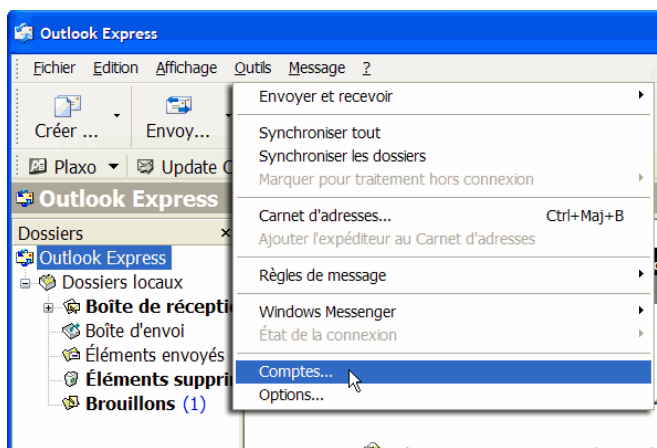 Outlook Express
Fichier Edition Affichage Outils Message ?
Créer ... Envoy...
Plaxo Update
Outlook Express
Dossiers ×
Outlook Express
Dossiers locaux
Boîte de récepti
Boîte d'envoi
Éléments envoyés
Éléments suppri
Brouillons (1)
Envoyer et recevoir
Synchroniser tout
Synchroniser les dossiers
Marquer pour traitement hors connexion
Carnet d'adresses... Ctrl+Maj+B
Ajouter l'expéditeur au Carnet d'adresses
Règles de message
Windows Messenger
État de la connexion
Comptes...
Options...